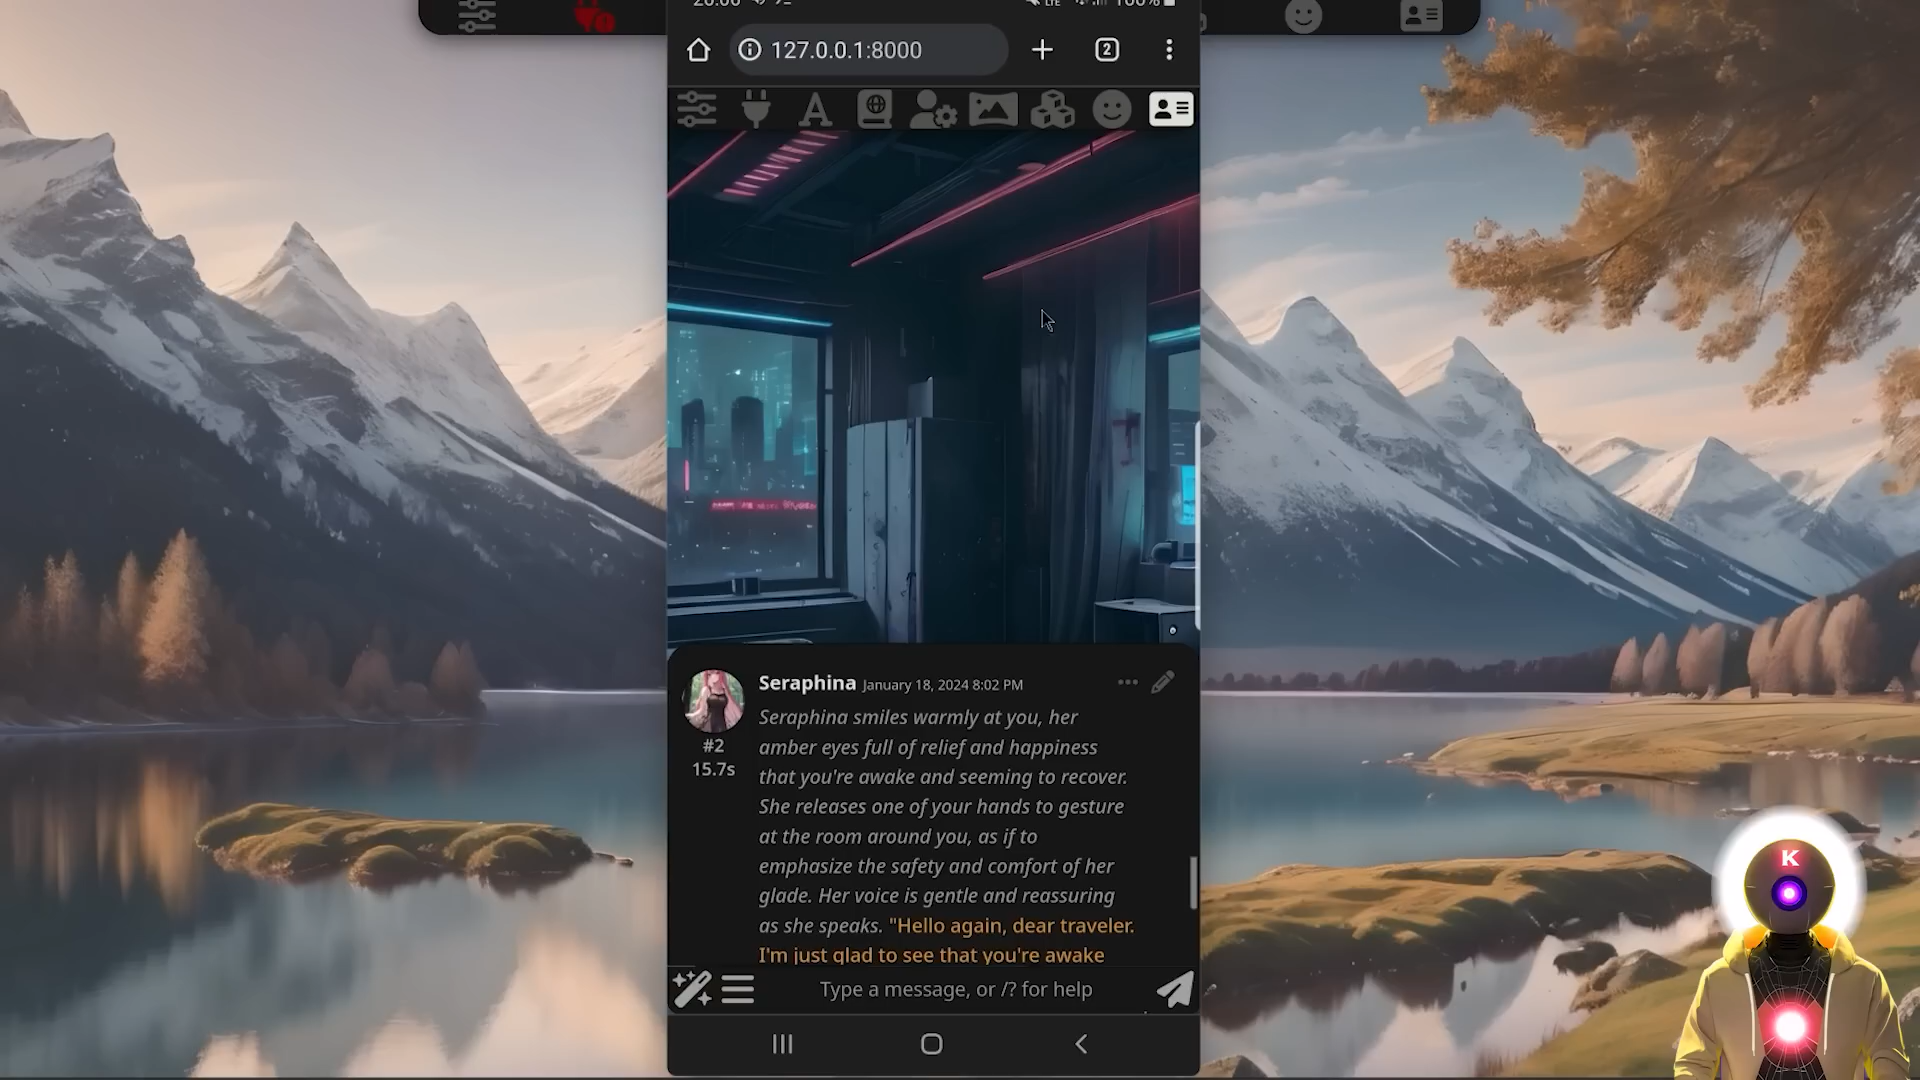 LTE
100%
127.0.0.1:8000
2
Seraphina January 18, 2024 8:02 PM
#2
15.7s
Seraphina smiles warmly at you, her
amber eyes full of relief and happiness
that you're awake and seeming to recover.
She releases one of your hands to gesture
at the room around you, as if to
emphasize the safety and comfort of her
glade. Her voice is gentle and reassuring
as she speaks. "Hello again, dear traveler.
I'm just glad to see that you're awake
Type a message, or /? for help
K